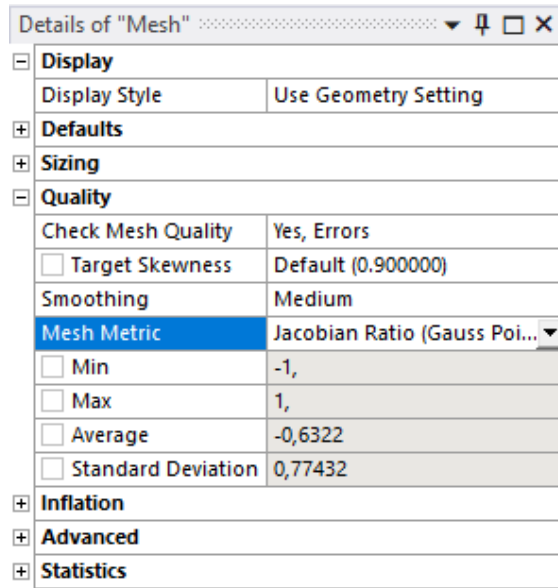 Details of "Mesh"
Display
Display Style Use Geometry Setting
Defaults
Sizing
Quality
Check Mesh Quality Yes, Errors
Target Skewness Default (0.900000)
Smoothing Medium
Mesh Metric Jacobian Ratio (Gauss Poi...
Min -1,
Max 1,
Average -0,6322
Standard Deviation 0,77432
Inflation
Advanced
Statistics